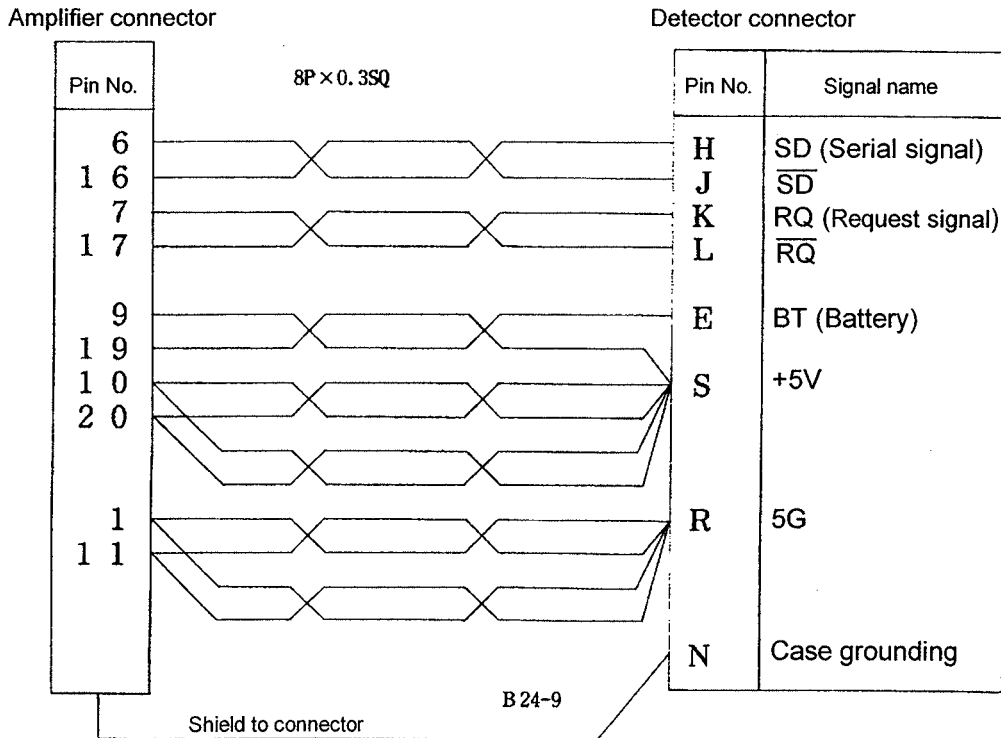 Amplifier connector
Detector connector
Pin No.
8P×0.3SQ
Pin No.
Signal name
6
H
SD (Serial signal)
16
J
S̅D̅
7
K
RQ (Request signal)
17
L
R̅Q̅
9
E
BT (Battery)
19
10
S
+5V
20
1
R
5G
11
N
Case grounding
B24-9
Shield to connector